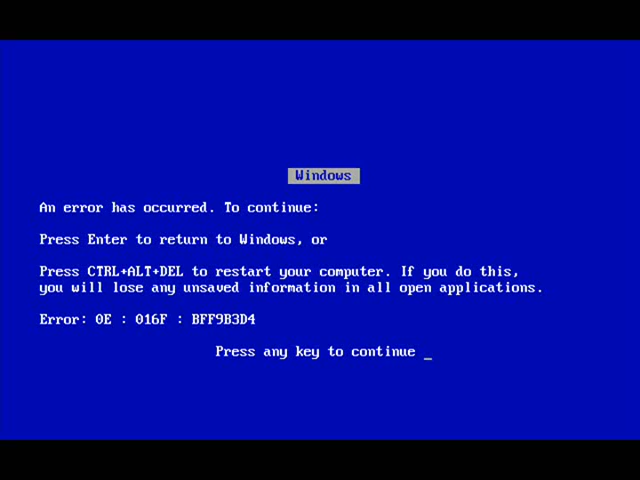 Windows
An error has occurred. To continue:
Press Enter to return to Windows, or
Press CTRL+ALT+DEL to restart your computer. If you do this,
you will lose any unsaved information in all open applications.
Error: 0E : 016F : BFF9B3D4
Press any key to continue _